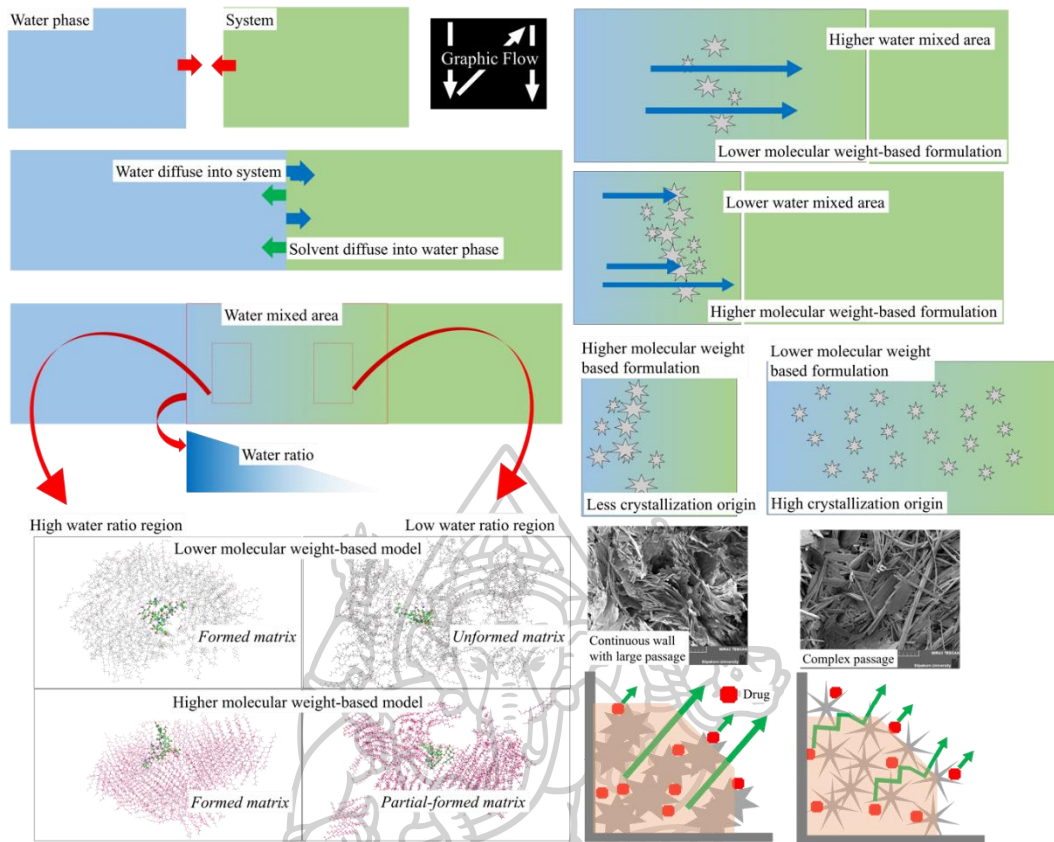 Water phase
System
Graphic Flow
Water diffuse into system
Solvent diffuse into water phase
Water mixed area
Water ratio
High water ratio region
Low water ratio region
Lower molecular weight-based model
Formed matrix
Unformed matrix
Higher molecular weight-based model
Formed matrix
Partial-formed matrix
Higher water mixed area
Lower molecular weight-based formulation
Lower water mixed area
Higher molecular weight-based formulation
Higher molecular weight
based formulation
Less crystallization origin
Lower molecular weight
based formulation
High crystallization origin
Continuous wall
with large passage
Complex passage
Drug